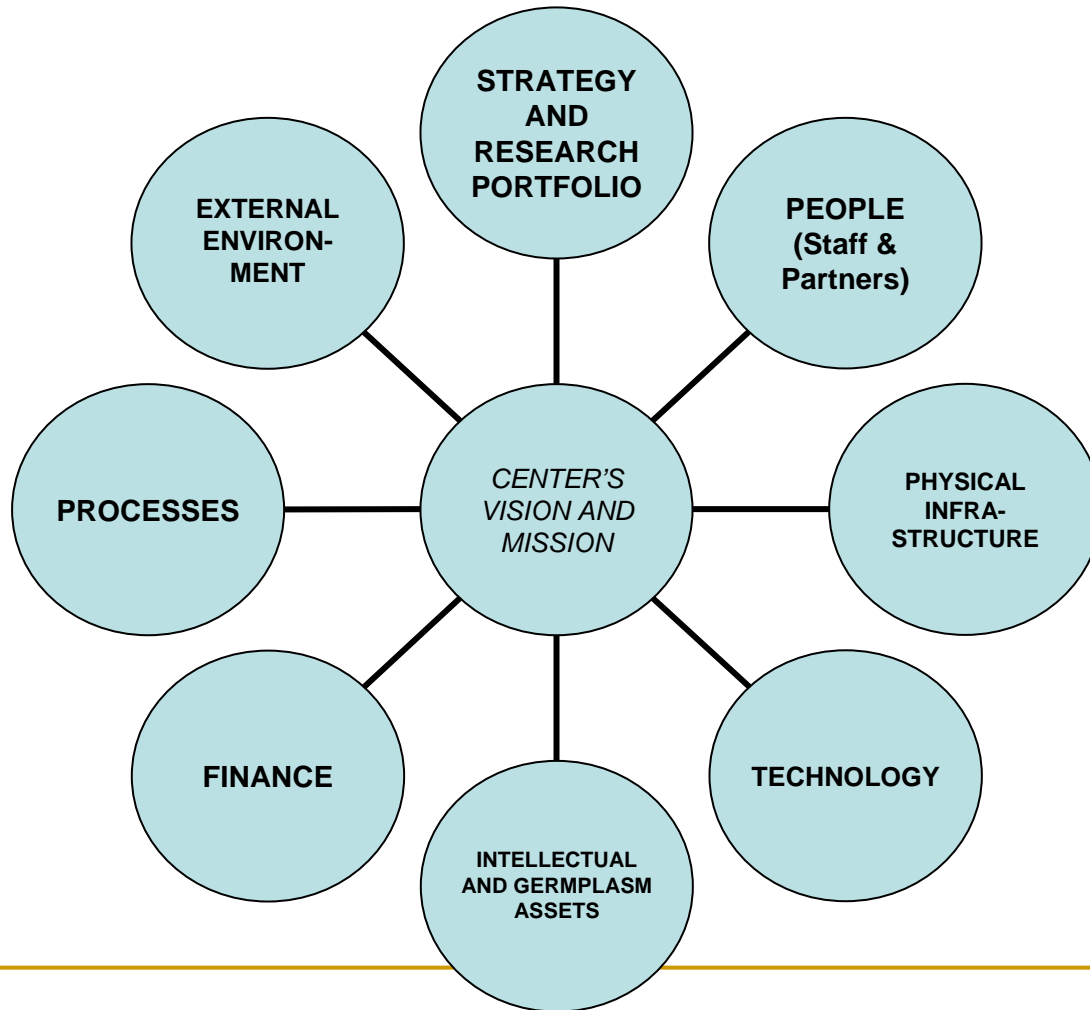 STRATEGY
AND
RESEARCH
PORTFOLIO
EXTERNAL
ENVIRON-
MENT
PEOPLE
(Staff &
Partners)
PROCESSES
CENTER’S
VISION AND
MISSION
PHYSICAL
INFRA-
STRUCTURE
FINANCE
TECHNOLOGY
INTELLECTUAL
AND GERMPLASM
ASSETS